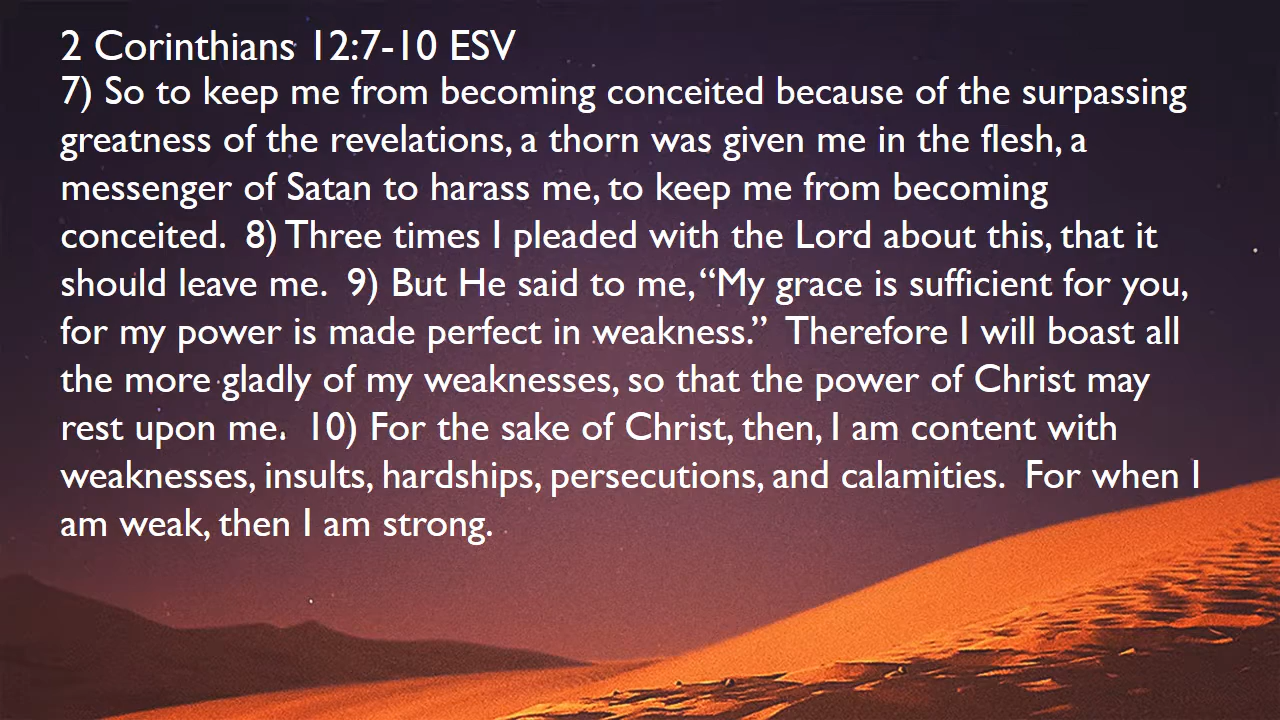 2 Corinthians 12:7-10 ESV
7) So to keep me from becoming conceited because of the surpassing
greatness of the revelations, a thorn was given me in the flesh, a
messenger of Satan to harass me, to keep me from becoming
conceited.  8) Three times I pleaded with the Lord about this, that it
should leave me.  9) But He said to me, “My grace is sufficient for you,
for my power is made perfect in weakness.”  Therefore I will boast all
the more gladly of my weaknesses, so that the power of Christ may
rest upon me.  10) For the sake of Christ, then, I am content with
weaknesses, insults, hardships, persecutions, and calamities.  For when I
am weak, then I am strong.